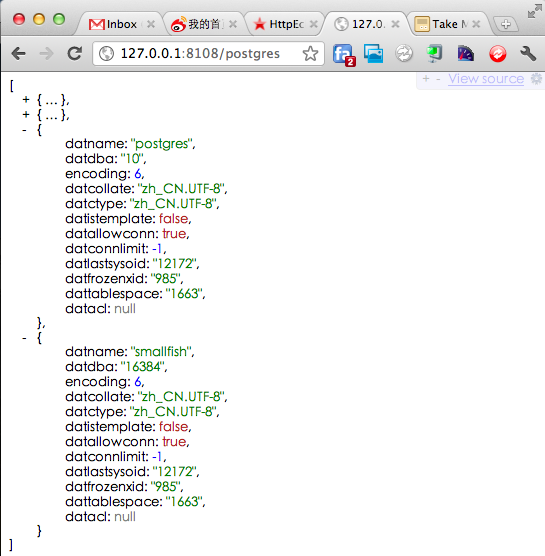 Inbox
我的首
HttpEc
127.0.
Take M
127.0.0.1:8108/postgres
2
+ - View source
[
+ { ... },
+ { ... },
- {
datname: "postgres",
datdba: "10",
encoding: 6,
datcollate: "zh_CN.UTF-8",
datctype: "zh_CN.UTF-8",
datistemplate: false,
datallowconn: true,
datconnlimit: -1,
datlastsysoid: "12172",
datfrozenxid: "985",
dattablespace: "1663",
datacl: null
},
- {
datname: "smallfish",
datdba: "16384",
encoding: 6,
datcollate: "zh_CN.UTF-8",
datctype: "zh_CN.UTF-8",
datistemplate: false,
datallowconn: true,
datconnlimit: -1,
datlastsysoid: "12172",
datfrozenxid: "985",
dattablespace: "1663",
datacl: null
}
]